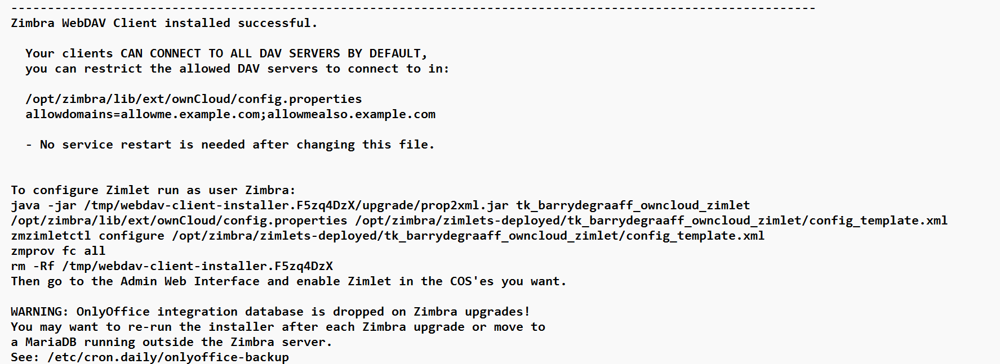 --------------------------------------------------------------------------------------------------------------
Zimbra WebDAV Client installed successful.
Your clients CAN CONNECT TO ALL DAV SERVERS BY DEFAULT,
you can restrict the allowed DAV servers to connect to in:
/opt/zimbra/lib/ext/ownCloud/config.properties
allowdomains=allowme.example.com;allowmealso.example.com
- No service restart is needed after changing this file.
To configure Zimlet run as user Zimbra:
java -jar /tmp/webdav-client-installer.F5zq4DzX/upgrade/prop2xml.jar tk_barrydegraaff_owncloud_zimlet
/opt/zimbra/lib/ext/ownCloud/config.properties /opt/zimbra/zimlets-deployed/tk_barrydegraaff_owncloud_zimlet/config_template.xml
zmzimletctl configure /opt/zimbra/zimlets-deployed/tk_barrydegraaff_owncloud_zimlet/config_template.xml
zmprov fc all
rm -Rf /tmp/webdav-client-installer.F5zq4DzX
Then go to the Admin Web Interface and enable Zimlet in the COS'es you want.
WARNING: OnlyOffice integration database is dropped on Zimbra upgrades!
You may want to re-run the installer after each Zimbra upgrade or move to
a MariaDB running outside the Zimbra server.
See: /etc/cron.daily/onlyoffice-backup